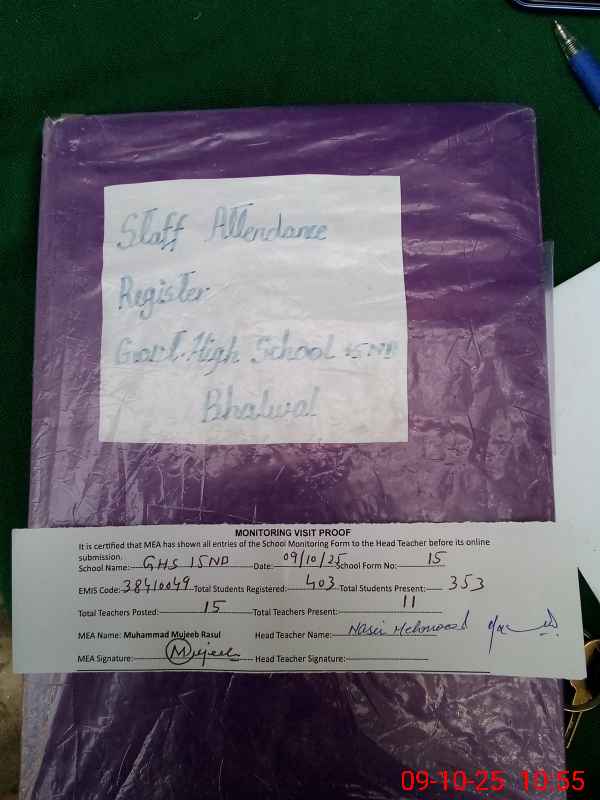 Staff Attendance
Register
Govt. High School 15ND
Bhalwal
MONITORING VISIT PROOF
It is certified that MEA has shown all entries of the School Monitoring Form to the Head Teacher before its online
submission.
School Name: GHS 15ND Date: 09/10/25 School Form No: 15
EMIS Code: 38410049 Total Students Registered: 403 Total Students Present: 353
Total Teachers Posted: 15 Total Teachers Present: 11
MEA Name: Muhammad Mujeeb Rasul Head Teacher Name: Nasir Mehmood
MEA Signature: Mujeeb Head Teacher Signature:
09-10-25 10:55